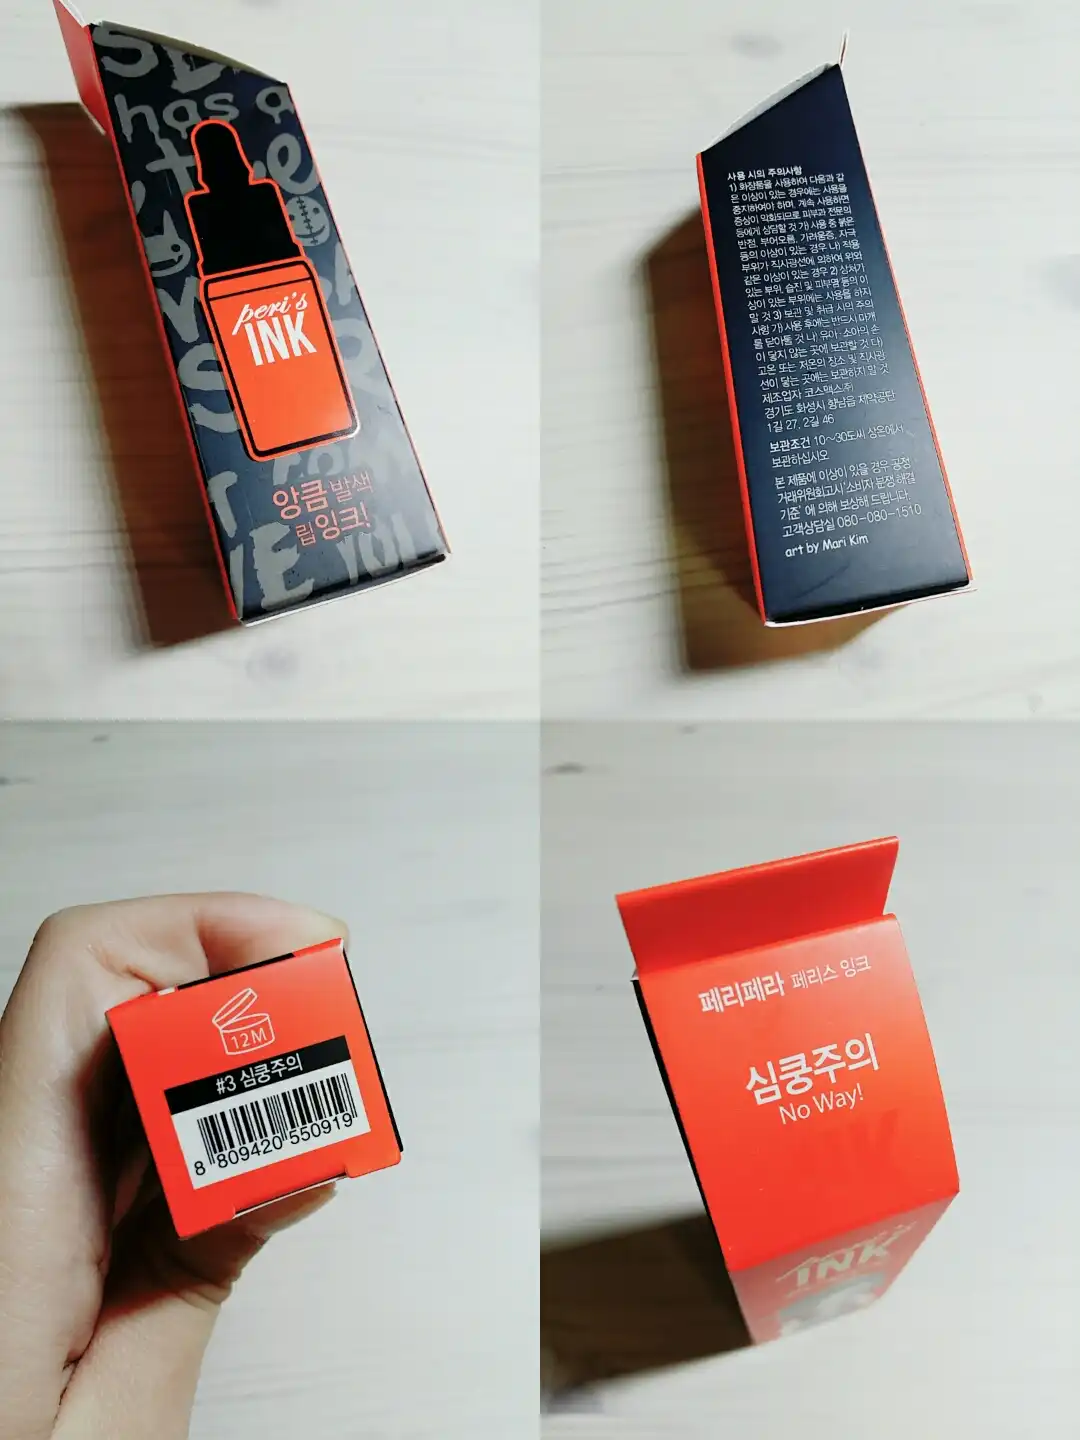 has a
peri's
INK
앙큼 발색
립잉크!
사용 시의 주의사항
1) 화장품을 사용하여 다음과 같
은 이상이 있는 경우에는 사용을
중지하여야 하며, 계속 사용하면
증상이 악화되므로 피부과 전문의
등에게 상담할 것 가) 사용 중 붉은
반점, 부어오름, 가려움증, 자극
등의 이상이 있는 경우 나) 적용
부위가 직사광선에 의하여 위와
같은 이상이 있는 경우 2) 상처가
있는 부위, 습진 및 피부염 등의 이
상이 있는 부위에는 사용을 하지
말 것 3) 보관 및 취급 시의 주의
사항 가) 사용 후에는 반드시 마개
를 닫아둘 것 나) 유아·소아의 손
이 닿지 않는 곳에 보관할 것 다)
고온 또는 저온의 장소 및 직사광
선이 닿는 곳에는 보관하지 말 것
제조업자 코스맥스㈜
경기도 화성시 향남읍 제약공단
1길 27, 2길 46
보관조건 10~30도씨 상온에서
보관하십시오
본 제품에 이상이 있을 경우 공정
거래위원회고시'소비자 분쟁 해결
기준' 에 의해 보상해 드립니다.
고객상담실 080-080-1510
art by Mari Kim
12M
#3 심쿵주의
8 809420 550919
페리페라 페리스 잉크
심쿵주의
No Way!
INK